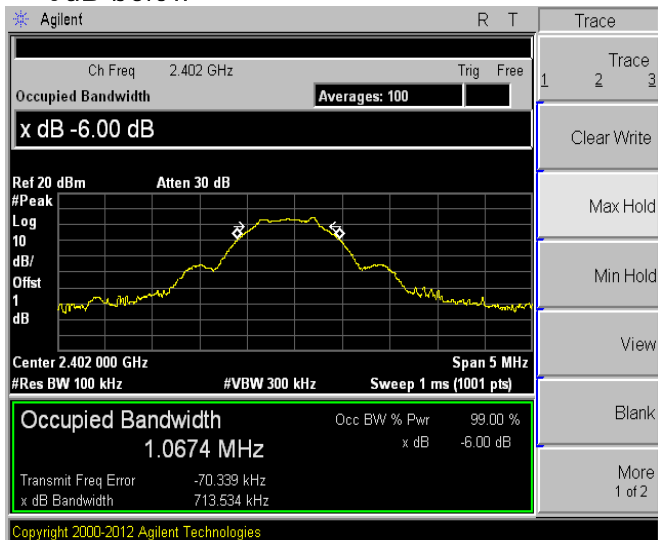 Agilent R T Trace
Ch Freq 2.402 GHz Trig Free
Occupied Bandwidth Averages: 100
x dB -6.00 dB
Ref 20 dBm Atten 30 dB
#Peak
Log
10
dB/
Offst
1
dB
Center 2.402 000 GHz Span 5 MHz
#Res BW 100 kHz #VBW 300 kHz Sweep 1 ms (1001 pts)
Occupied Bandwidth Occ BW % Pwr 99.00 %
1.0674 MHz x dB -6.00 dB
Transmit Freq Error -70.339 kHz
x dB Bandwidth 713.534 kHz
Copyright 2000-2012 Agilent Technologies
Trace
1 2 3
Clear Write
Max Hold
Min Hold
View
Blank
More
1 of 2